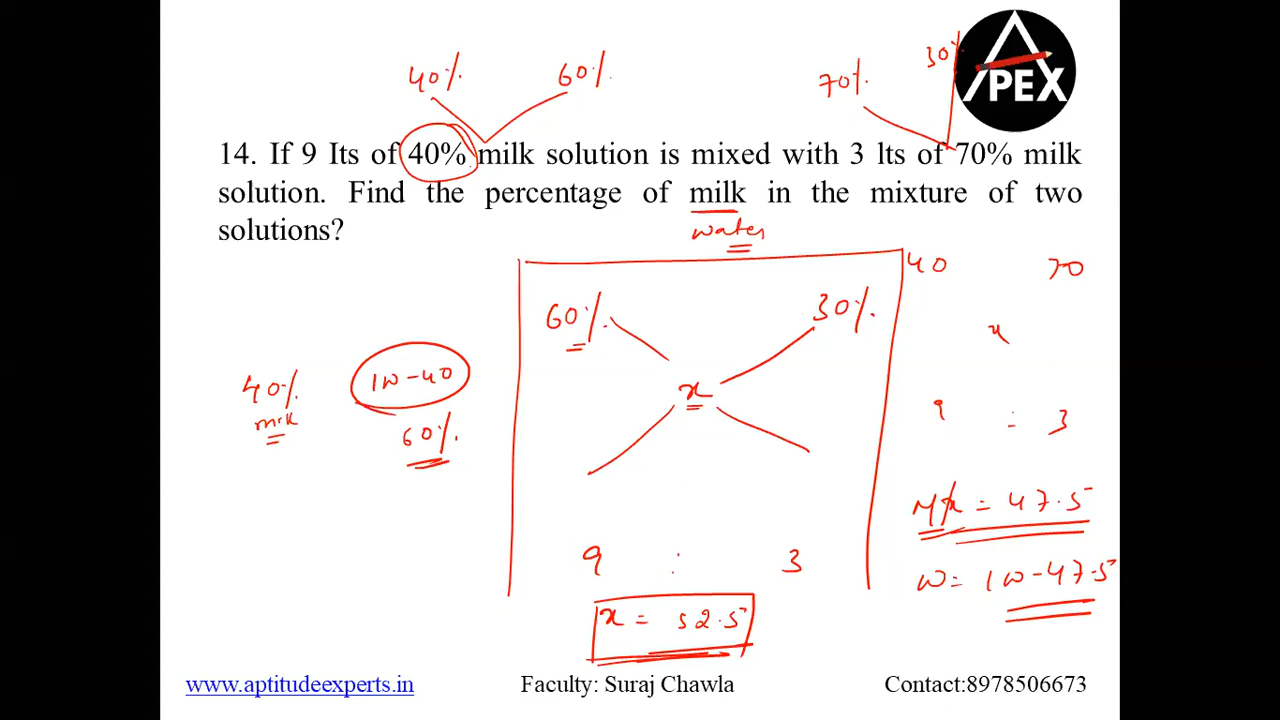 40% 60% 70% 30%
APEX
14. If 9 Its of 40% milk solution is mixed with 3 lts of 70% milk
solution. Find the percentage of milk in the mixture of two
solutions?
water
40 70
60% 30%
x
x
40% 100-40
milk
60%
9 : 3
M/x = 47.5
9 : 3
W = 100-47.5
x = 52.5
www.aptitudeexperts.in Faculty: Suraj Chawla Contact:8978506673